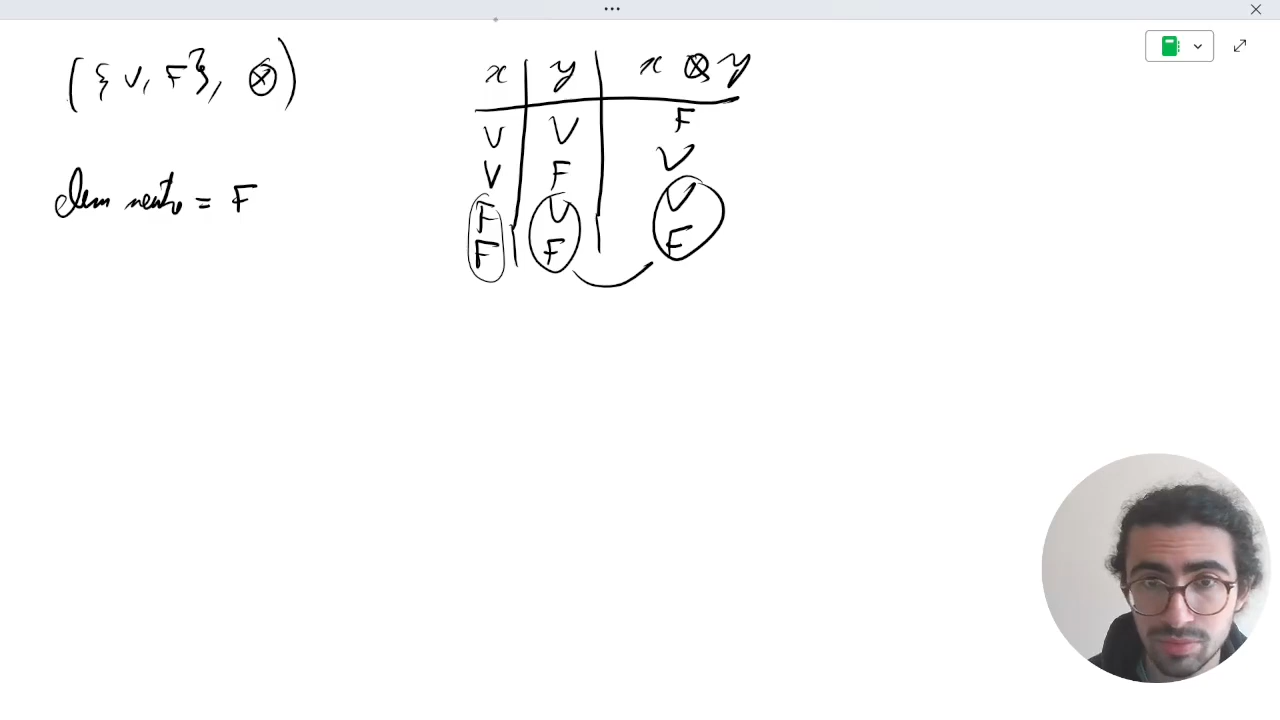 ({V, F}, ⊗)
Elem neutro = F
x | y | x ⊗ y
V | V | F
V | F | V
F | V | V
F | F | F